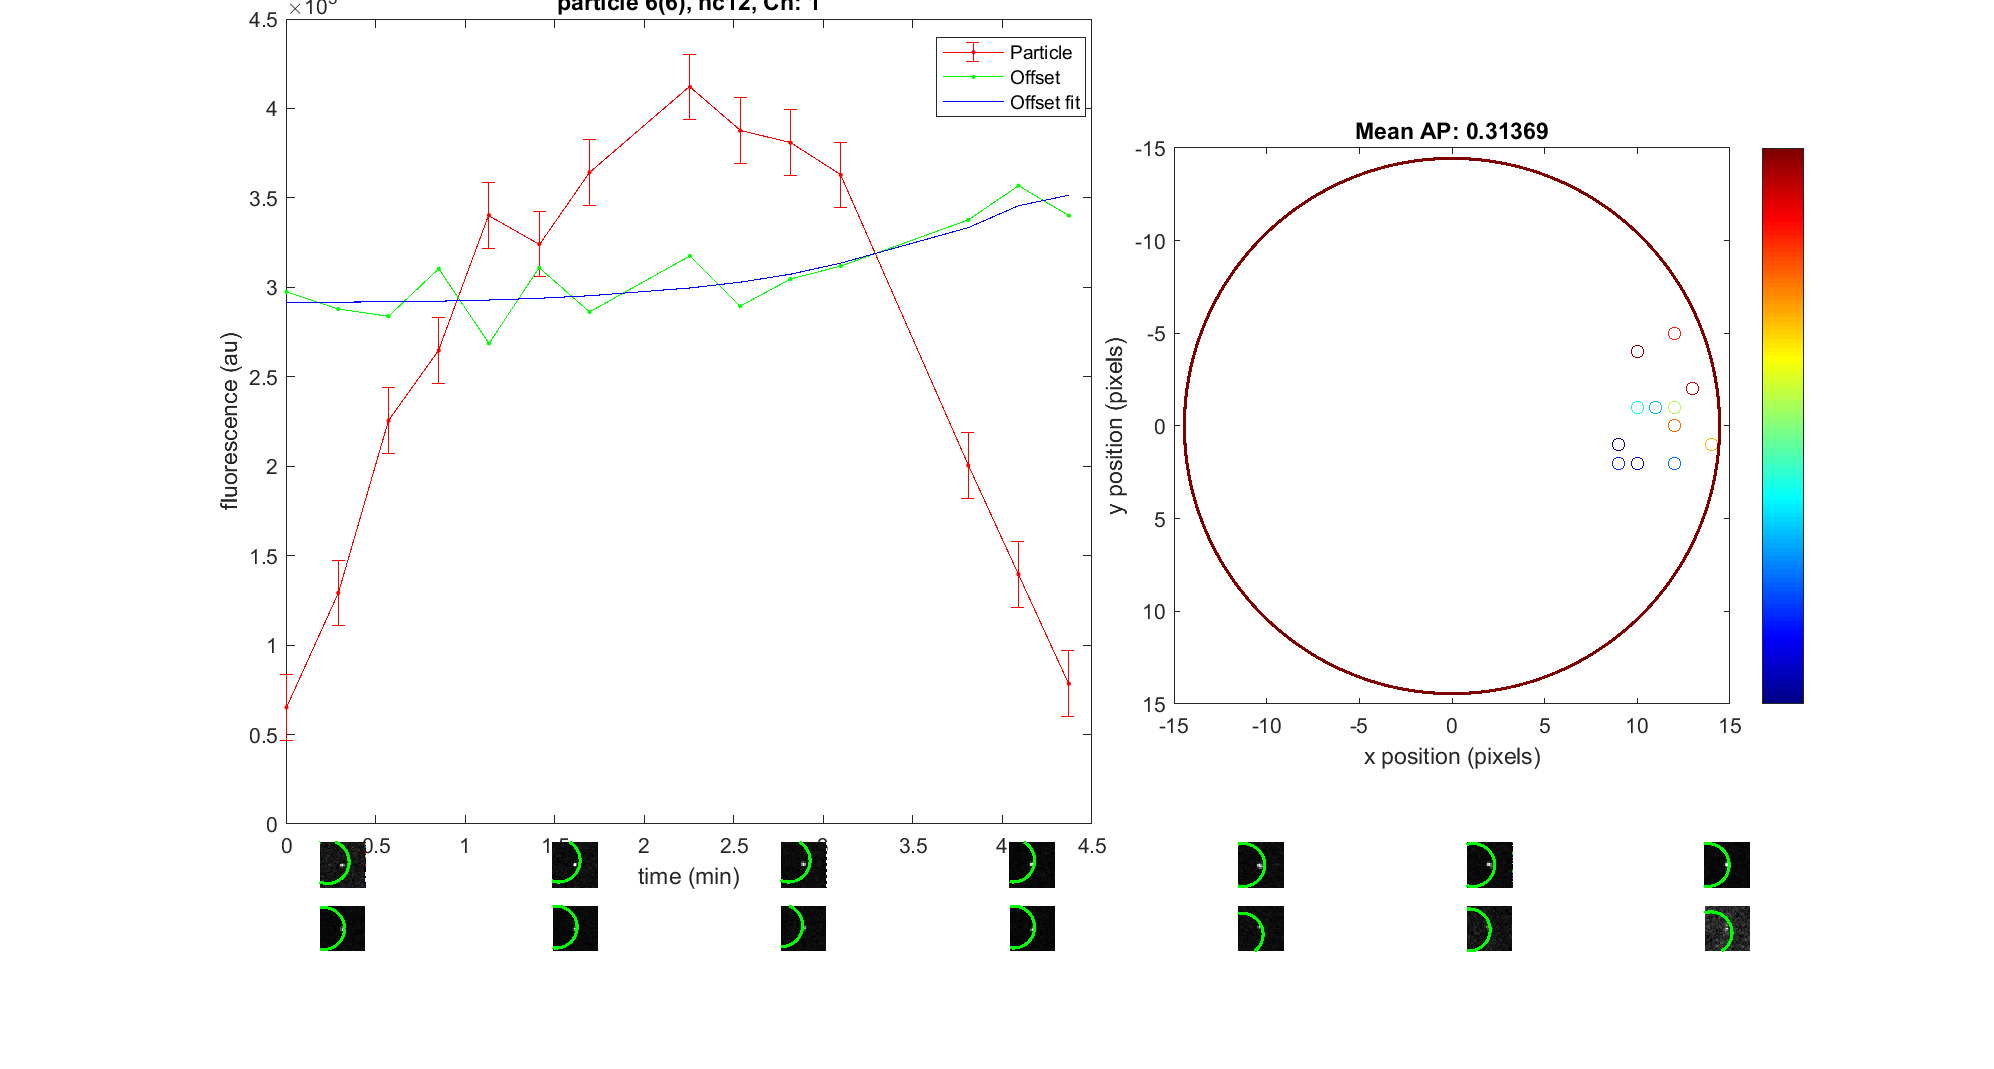 particle 6(6), nc12, Ch: 1
4.5
4
3.5
3
2.5
2
1.5
1
0.5
0
fluorescence (au)
Particle
Offset
Offset fit
0 0.5 1 2 2.5 3.5 4 4.5
time (min)
Mean AP: 0.31369
-15
-10
-5
0
5
10
15
y position (pixels)
-15 -10 -5 0 5 10 15
x position (pixels)